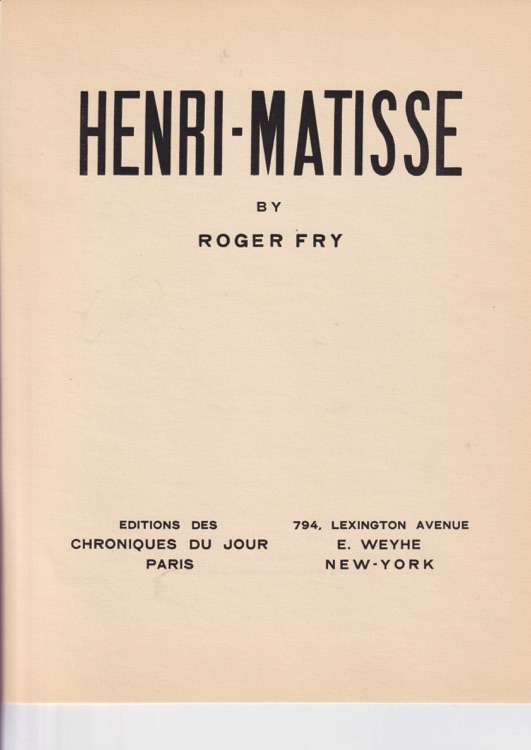 HENRI-MATISSE
BY
ROGER FRY
EDITIONS DES
CHRONIQUES DU JOUR
PARIS
794, LEXINGTON AVENUE
E. WEYHE
NEW-YORK